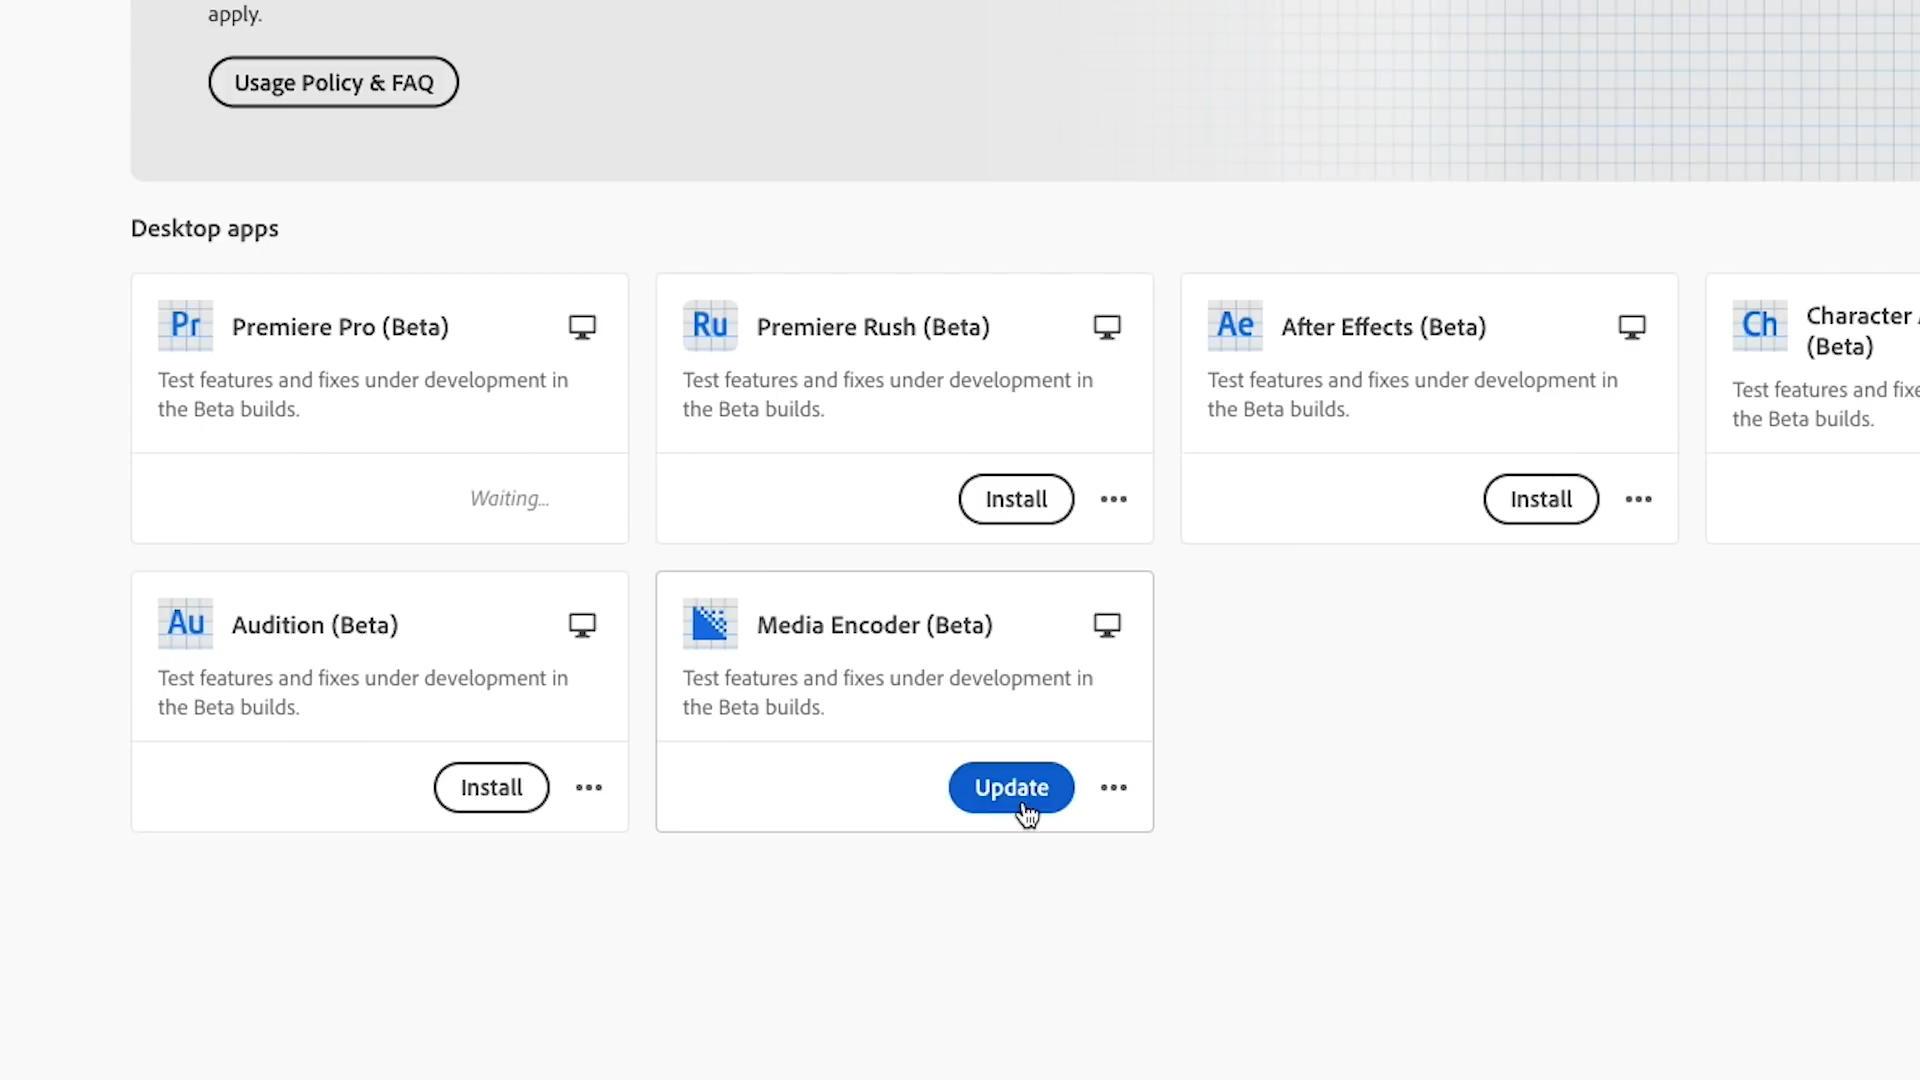 apply.
Usage Policy & FAQ
Desktop apps
Pr
Premiere Pro (Beta)
Test features and fixes under development in
the Beta builds.
Waiting...
Ru
Premiere Rush (Beta)
Test features and fixes under development in
the Beta builds.
Install
Ae
After Effects (Beta)
Test features and fixes under development in
the Beta builds.
Install
Ch
Character
(Beta)
Test features and fixe
the Beta builds.
Au
Audition (Beta)
Test features and fixes under development in
the Beta builds.
Install
Media Encoder (Beta)
Test features and fixes under development in
the Beta builds.
Update